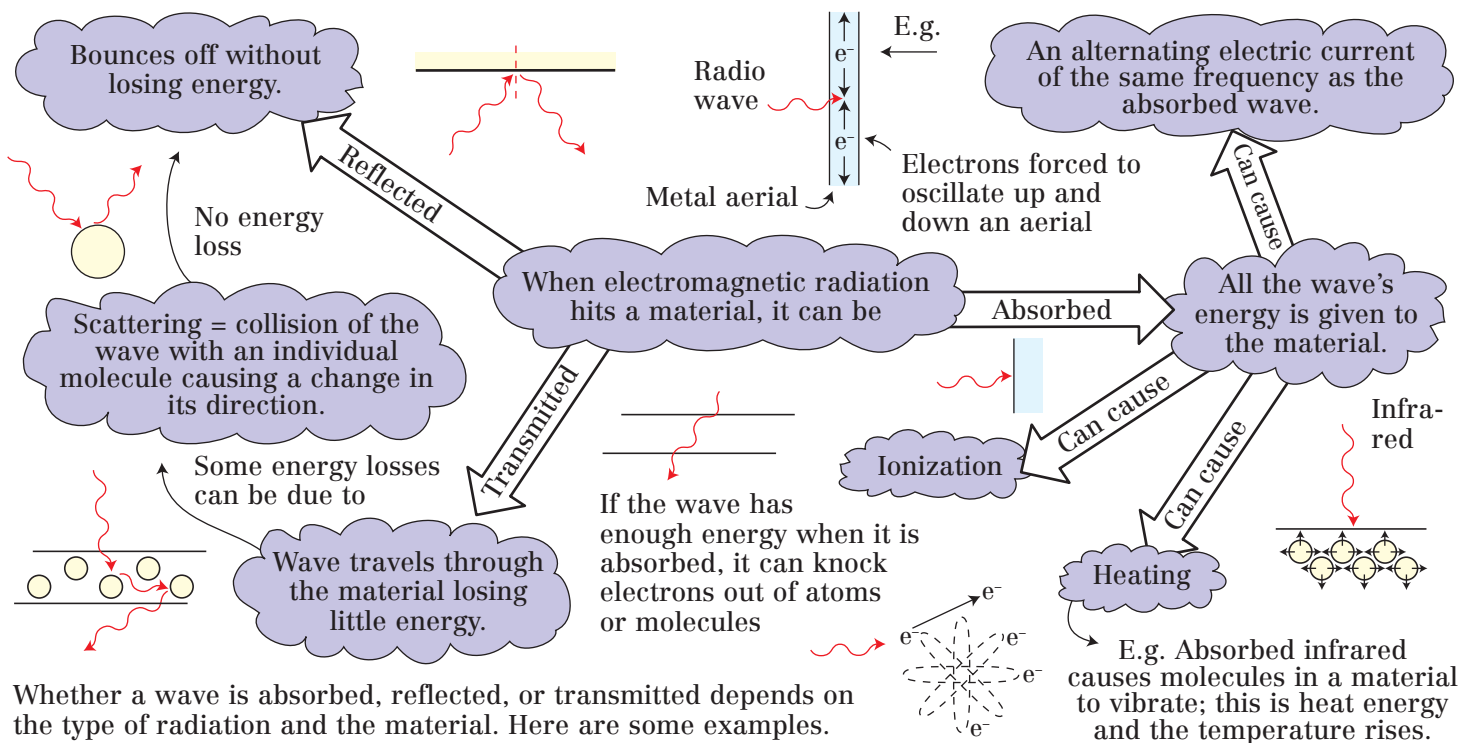 Bounces off without
losing energy.
Reflected
No energy
loss
Scattering = collision of the
wave with an individual
molecule causing a change in
its direction.
Some energy losses
can be due to
Wave travels through
the material losing
little energy.
Transmitted
When electromagnetic radiation
hits a material, it can be
Absorbed
All the wave's
energy is given to
the material.
Can cause
An alternating electric current
of the same frequency as the
absorbed wave.
E.g.
Radio
wave
e⁻
e⁻
Metal aerial
Electrons forced to
oscillate up and
down an aerial
Can cause
Ionization
If the wave has
enough energy when it is
absorbed, it can knock
electrons out of atoms
or molecules
e⁻
e⁻
e⁻
e⁻
e⁻
Can cause
Heating
Infra-
red
E.g. Absorbed infrared
causes molecules in a material
to vibrate; this is heat energy
and the temperature rises.
Whether a wave is absorbed, reflected, or transmitted depends on
the type of radiation and the material. Here are some examples.